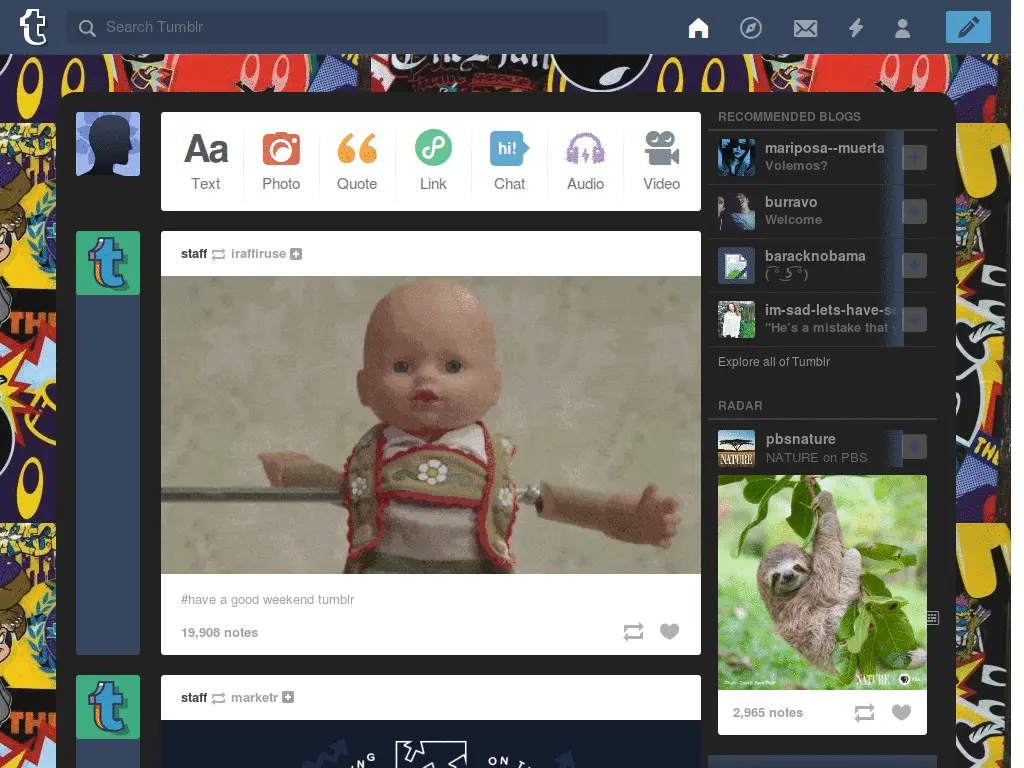 Search Tumblr
Aa
hi!
Text
Photo
Quote
Link
Chat
Audio
Video
RECOMMENDED BLOGS
mariposa--muerta
Volemos?
burravo
Welcome
baracknobama
im-sad-lets-have-se
"He's a mistake that
Explore all of Tumblr
staff iraffiruse
#have a good weekend tumblr
19,908 notes
RADAR
pbsnature
NATURE on PBS
NATURE
NATURE
2,965 notes
staff marketr
NG
ON T